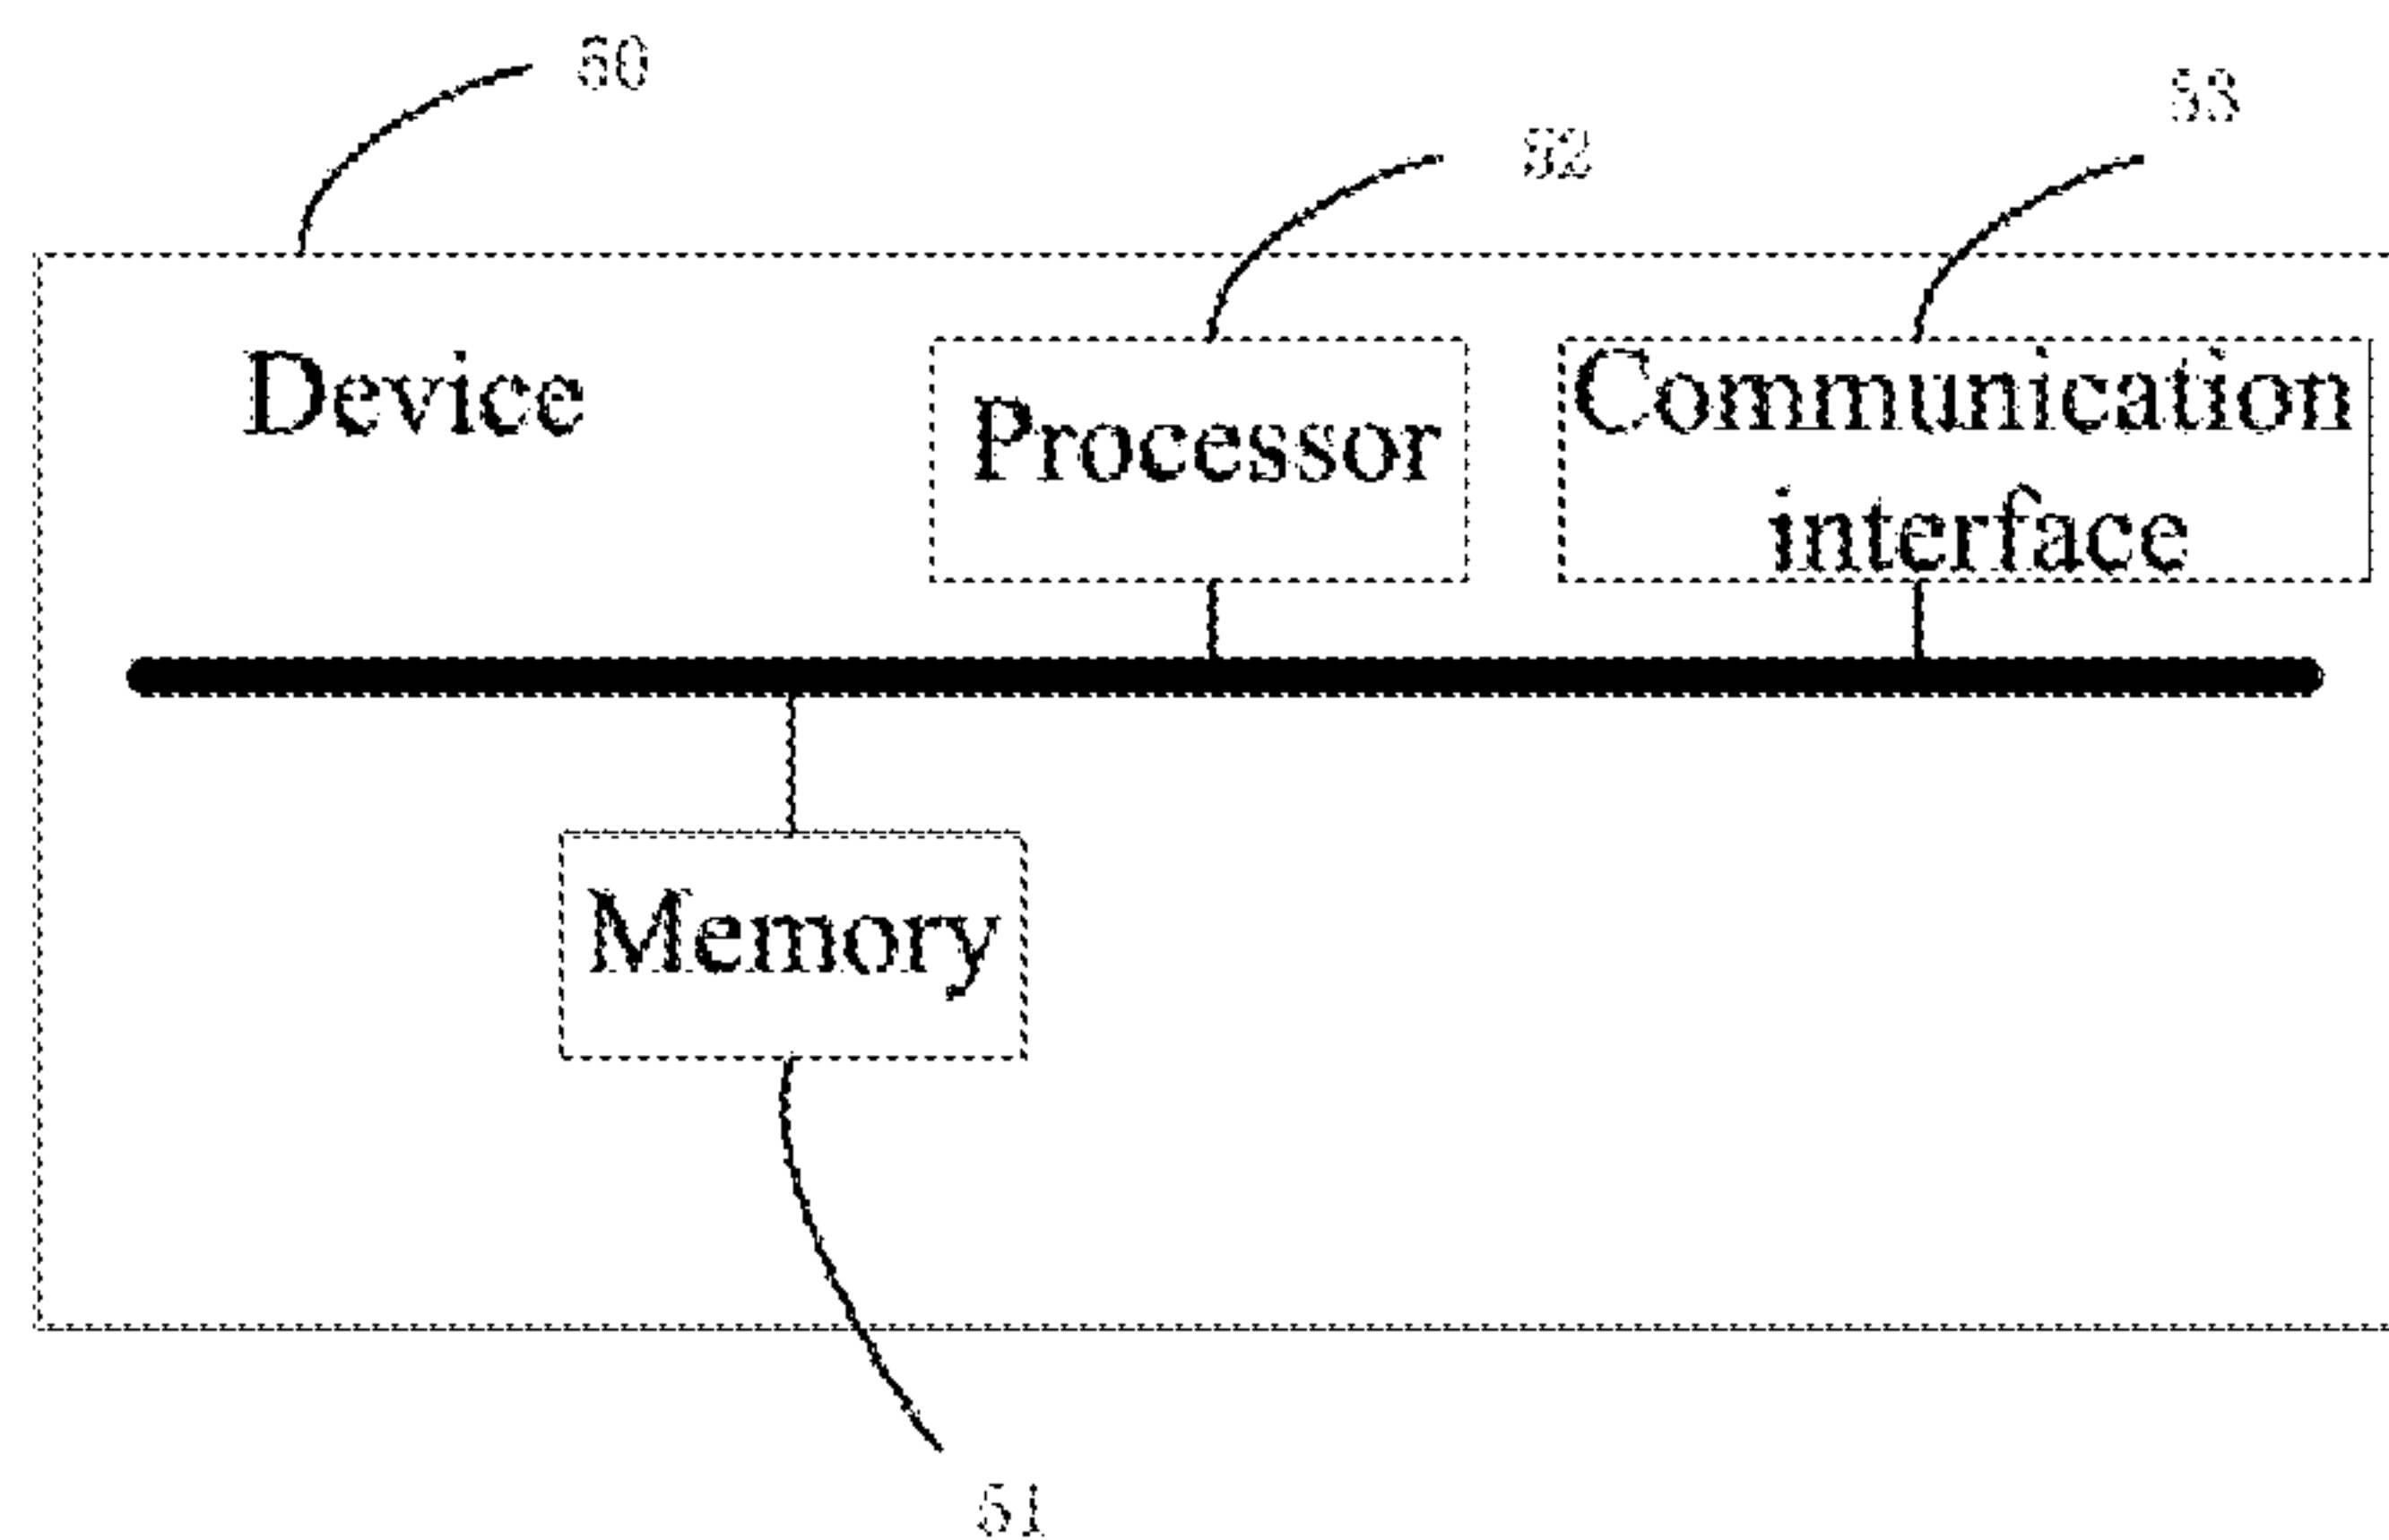 50
52
53
Device
Processor
Communication
interface
Memory
51